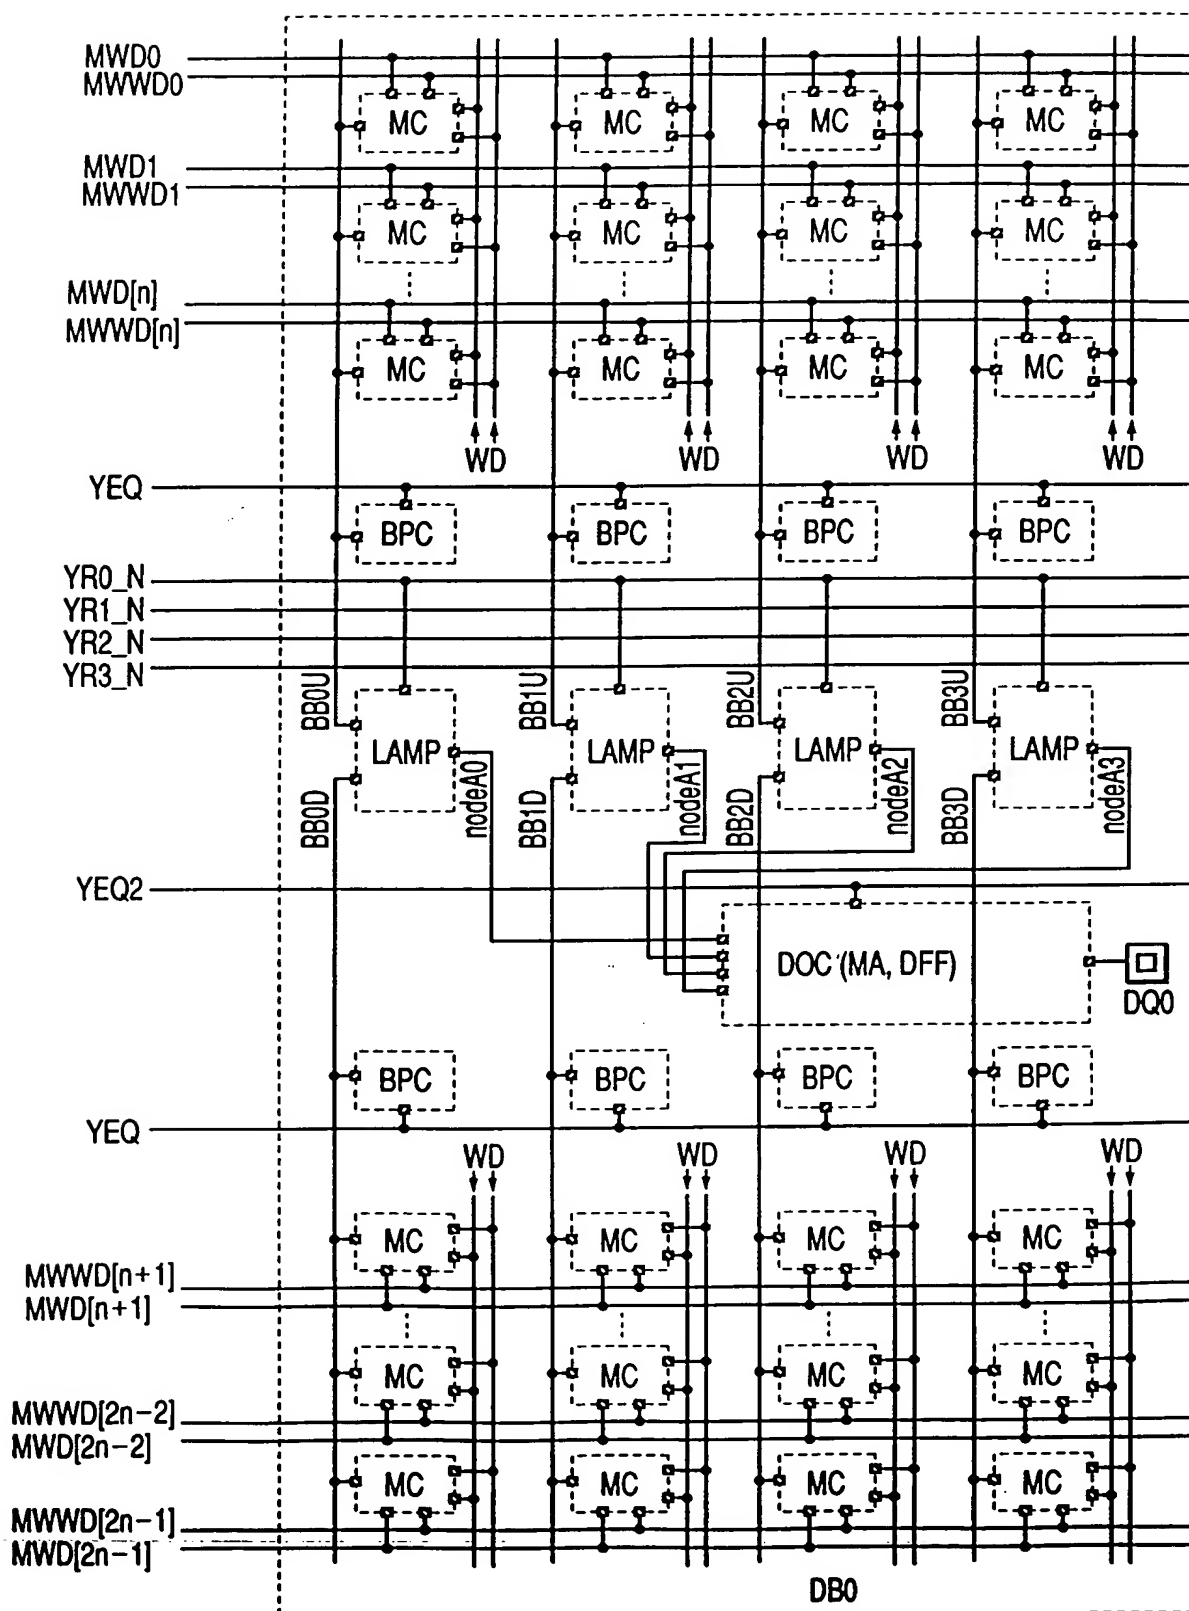 MWD0
MWWD0
MC MC MC MC
MWD1
MWWD1
MC MC MC MC
MWD[n]
MWWD[n]
MC MC MC MC
WD WD WD WD
YEQ
BPC BPC BPC BPC
YR0_N
YR1_N
YR2_N
YR3_N
BB0U BB1U BB2U BB3U
LAMP LAMP LAMP LAMP
nodeA0 nodeA1 nodeA2 nodeA3
BB0D BB1D BB2D BB3D
YEQ2
DOC (MA, DFF)
DQ0
BPC BPC BPC BPC
YEQ
WD WD WD WD
MC MC MC MC
MWWD[n+1]
MWD[n+1]
MC MC MC MC
MWWD[2n-2]
MWD[2n-2]
MC MC MC MC
MWWD[2n-1]
MWD[2n-1]
DB0